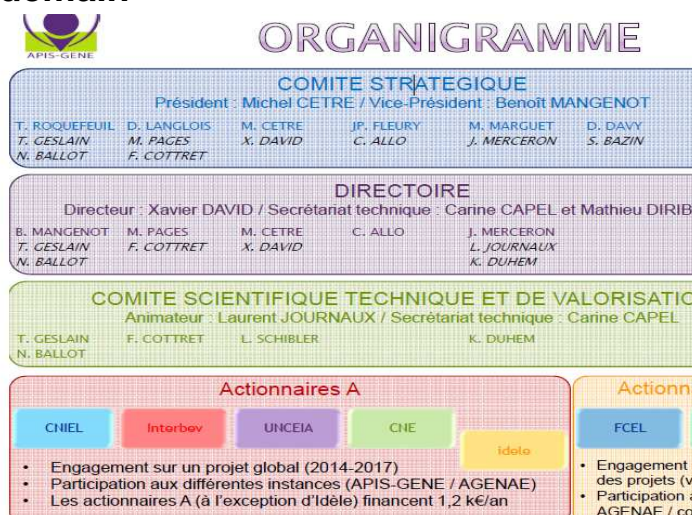 APIS-GENE
ORGANIGRAMME
COMITE STRATEGIQUE
Président : Michel CETRE / Vice-Président : Benoît MANGENOT
T. ROQUEFEUIL D. LANGLOIS M. CETRE JP. FLEURY M. MARGUET D. DAVY
T. GESLAIN M. PAGES X. DAVID C. ALLO J. MERCERON S. BAZIN
N. BALLOT F. COTTRET
DIRECTOIRE
Directeur : Xavier DAVID / Secrétariat technique : Carine CAPEL et Mathieu DIRIB
B. MANGENOT M. PAGES M. CETRE C. ALLO J. MERCERON
T. GESLAIN F. COTTRET X. DAVID L. JOURNAUX
N. BALLOT K. DUHEM
COMITE SCIENTIFIQUE TECHNIQUE ET DE VALORISATIO
Animateur : Laurent JOURNAUX / Secrétariat technique : Carine CAPEL
T. GESLAIN F. COTTRET L. SCHIBLER K. DUHEM
N. BALLOT
Actionnaires A
CNIEL Interbev UNCEIA CNE idele
• Engagement sur un projet global (2014-2017)
• Participation aux différentes instances (APIS-GENE / AGENAE)
• Les actionnaires A (à l'exception d'Idèle) financent 1,2 k€/an
Actionn
FCEL
• Engagement
des projets (v
• Participation a
AGENAE / co